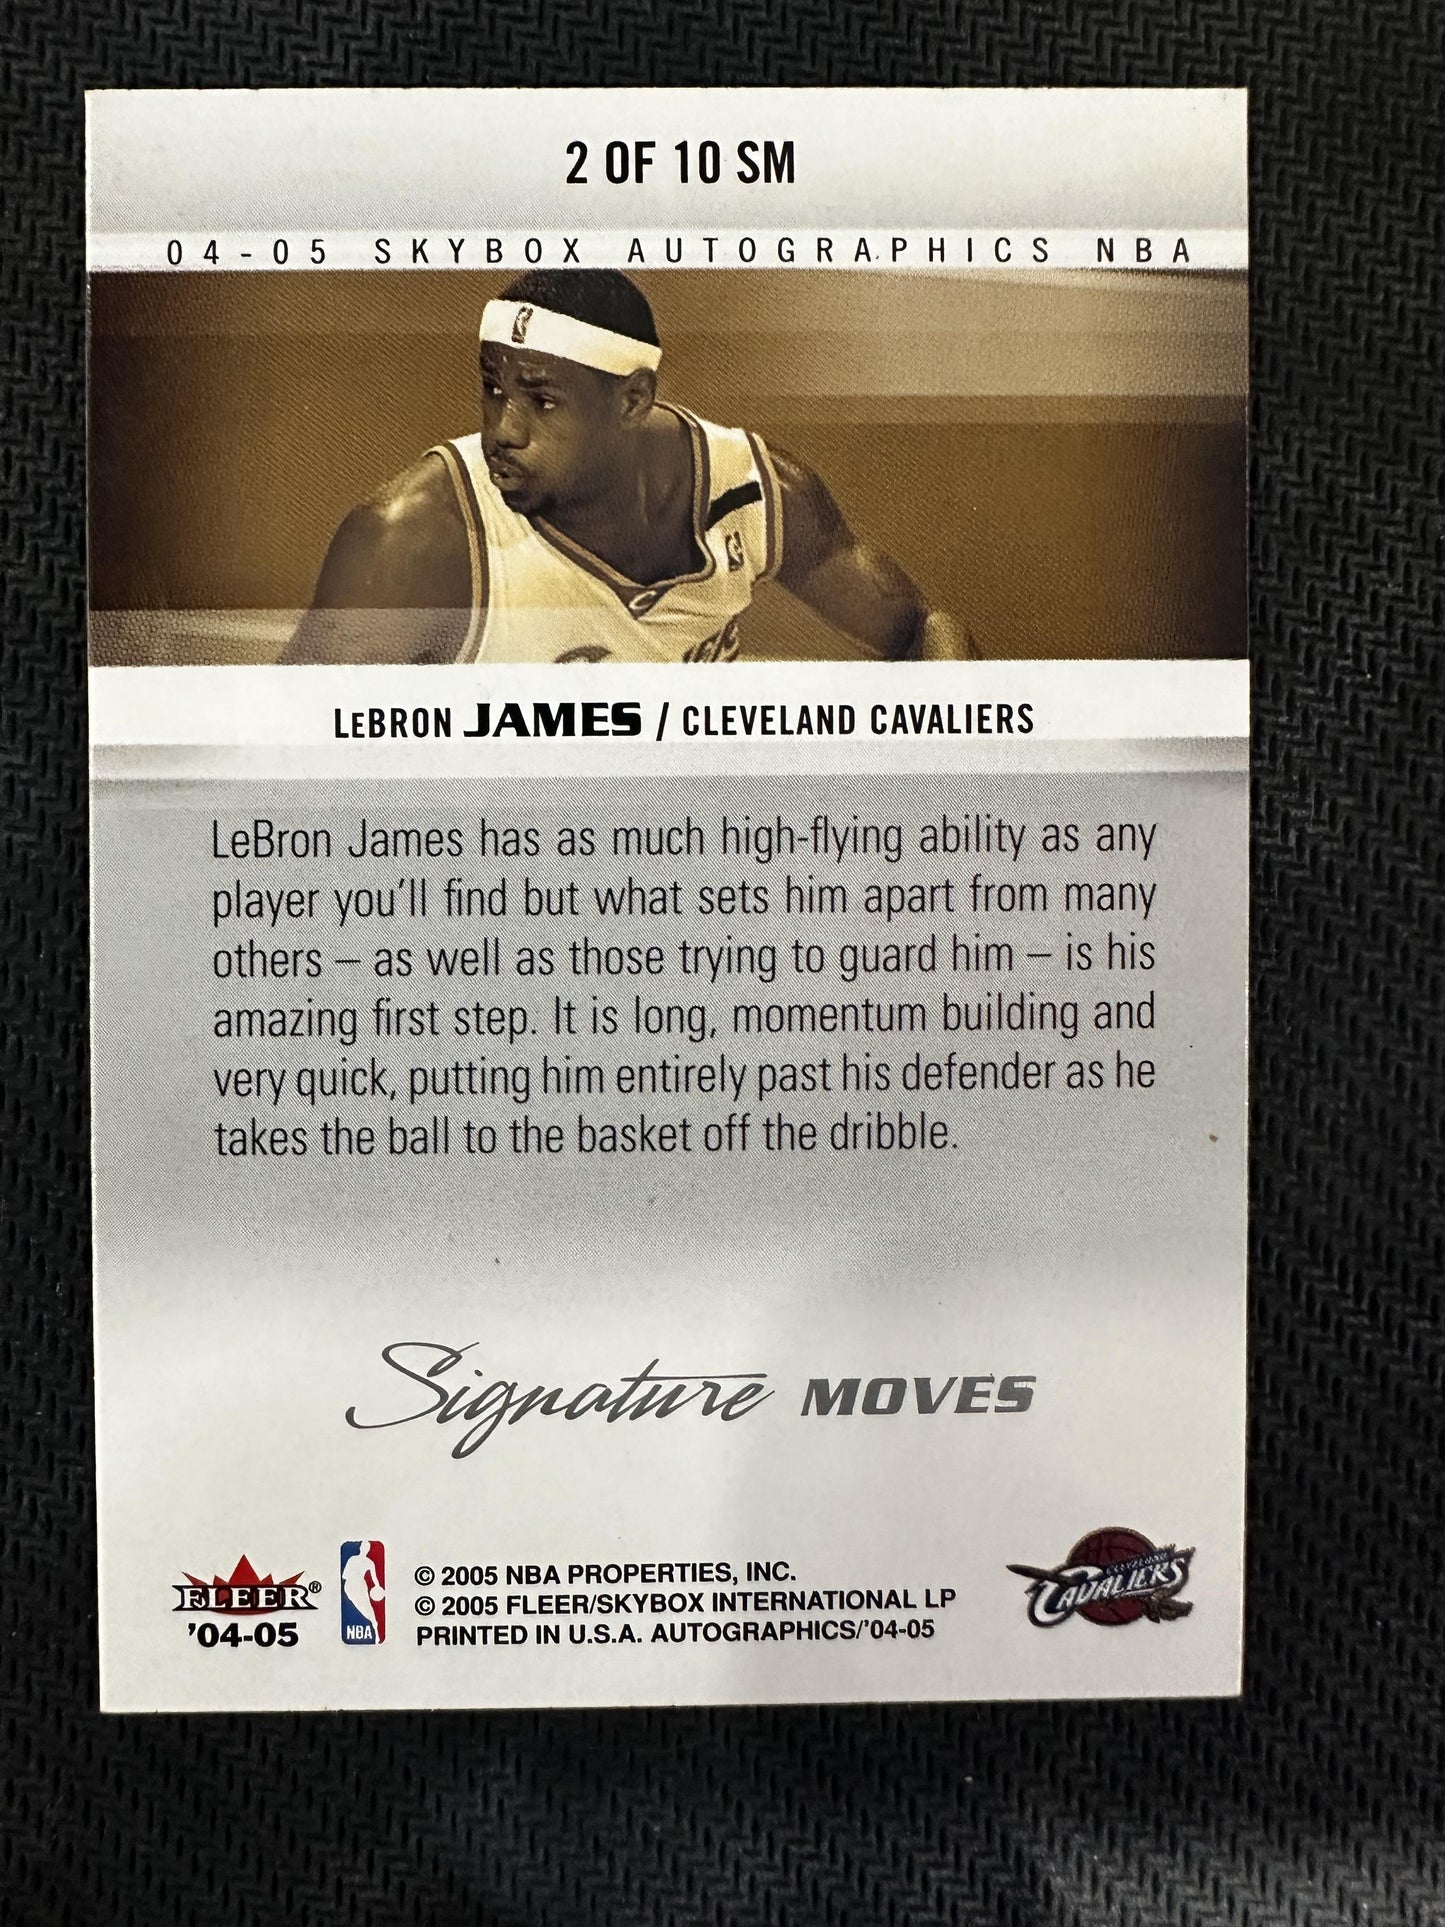 2 OF 10 SM
04-05 SKYBOX AUTOGRAPHICS NBA
LEBRON JAMES / CLEVELAND CAVALIERS
LeBron James has as much high-flying ability as any
player you'll find but what sets him apart from many
others – as well as those trying to guard him – is his
amazing first step. It is long, momentum building and
very quick, putting him entirely past his defender as he
takes the ball to the basket off the dribble.
Signature MOVES
FLEER®
'04-05
NBA
© 2005 NBA PROPERTIES, INC.
© 2005 FLEER/SKYBOX INTERNATIONAL LP
PRINTED IN U.S.A. AUTOGRAPHICS/'04-05
CLEVELAND
CAVALIERS